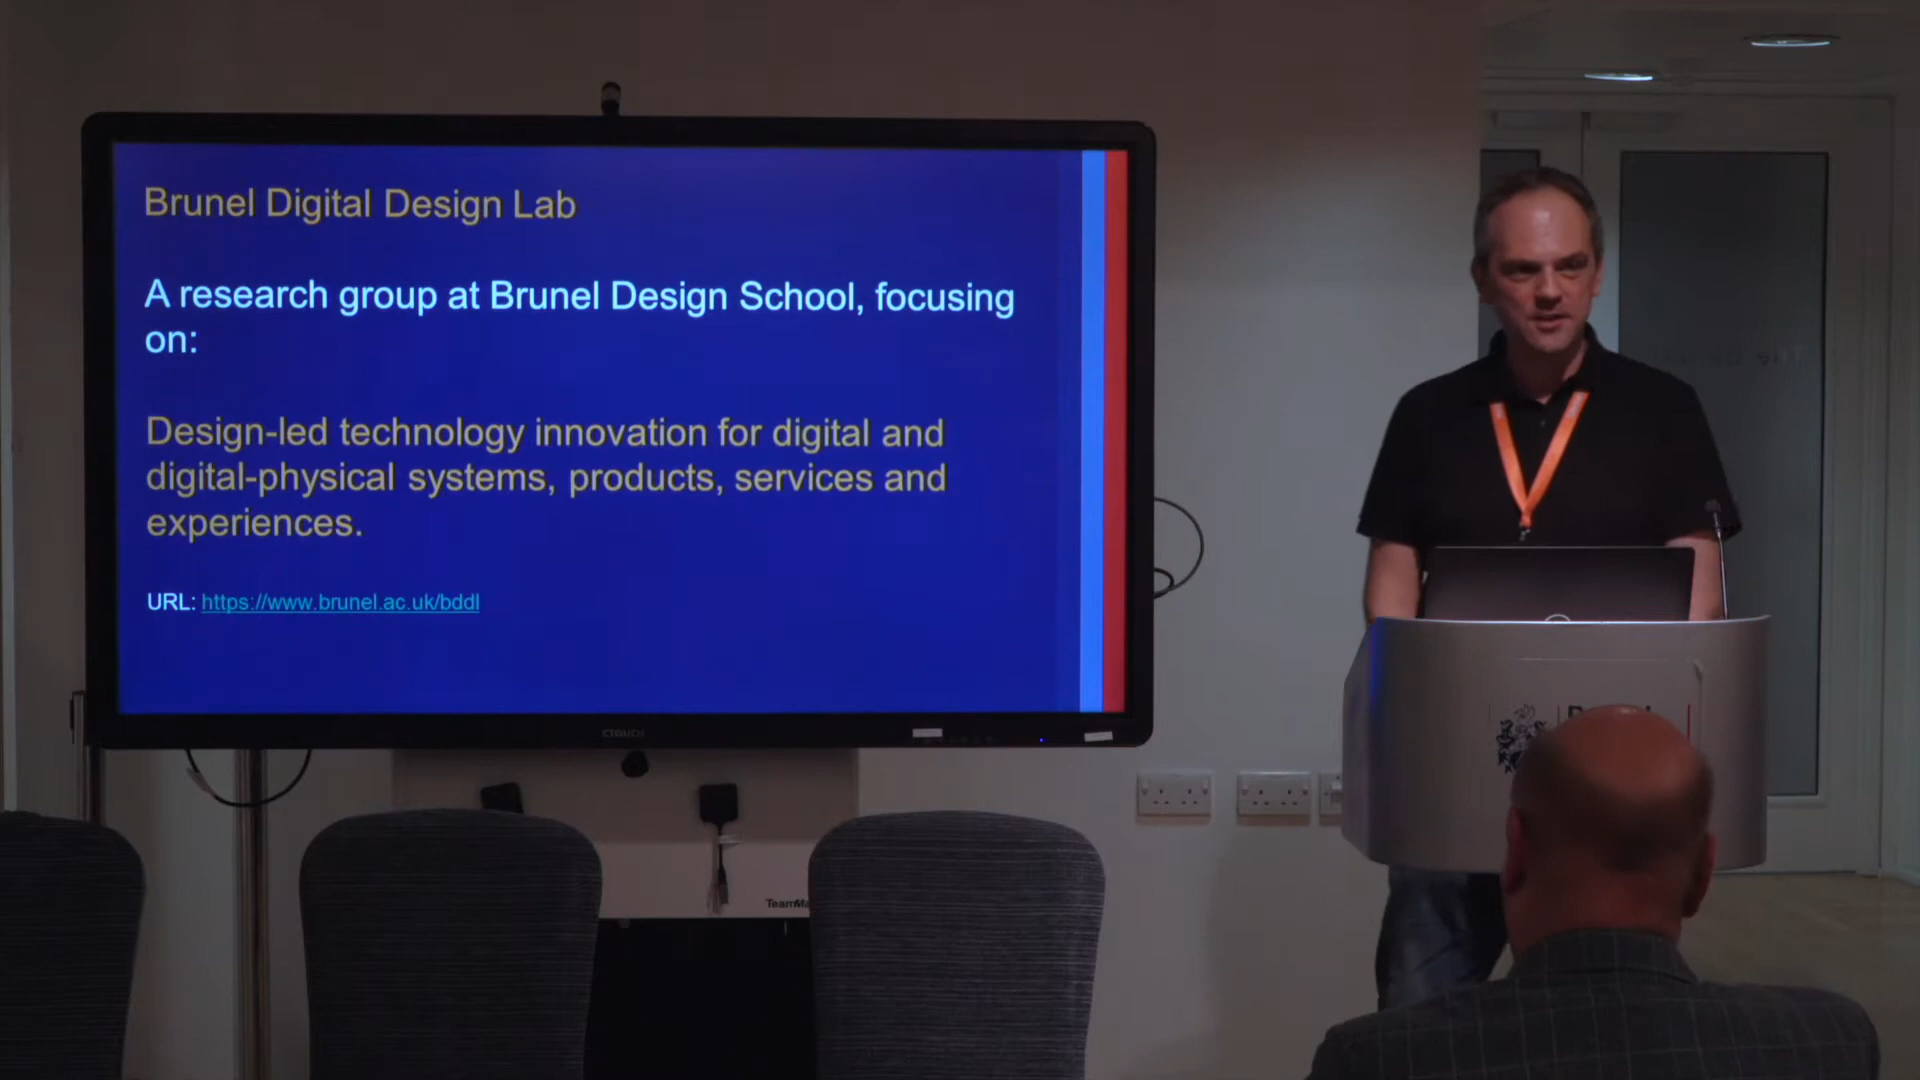 Brunel Digital Design Lab
A research group at Brunel Design School, focusing
on:
Design-led technology innovation for digital and
digital-physical systems, products, services and
experiences.
URL: https://www.brunel.ac.uk/bddl
CTOUCH